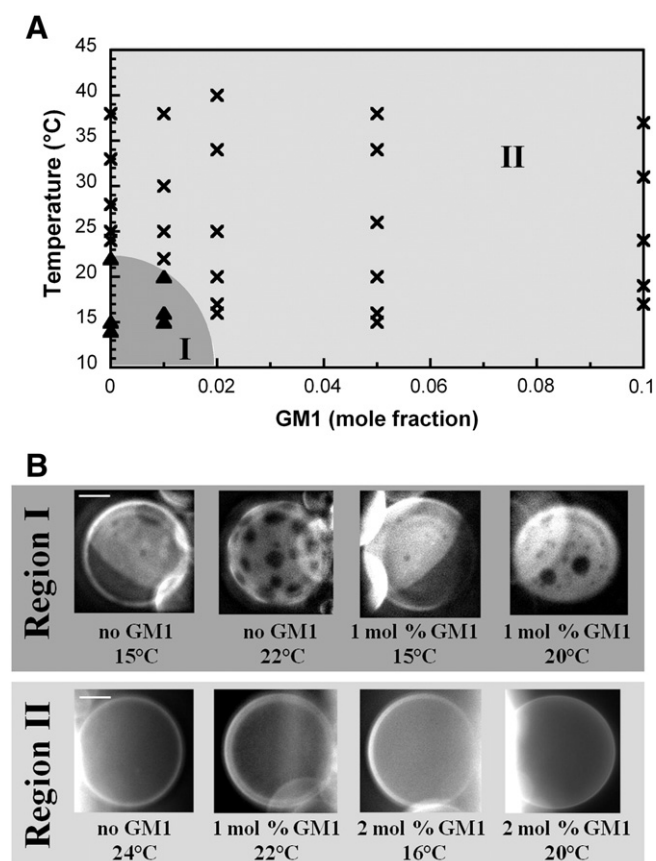 A
Temperature (°C)
45
40
35
30
25
20
15
10
II
I
0
0.02
0.04
0.06
0.08
0.1
GM1 (mole fraction)
B
Region I
no GM1
15°C
no GM1
22°C
1 mol % GM1
15°C
1 mol % GM1
20°C
Region II
no GM1
24°C
1 mol % GM1
22°C
2 mol % GM1
16°C
2 mol % GM1
20°C